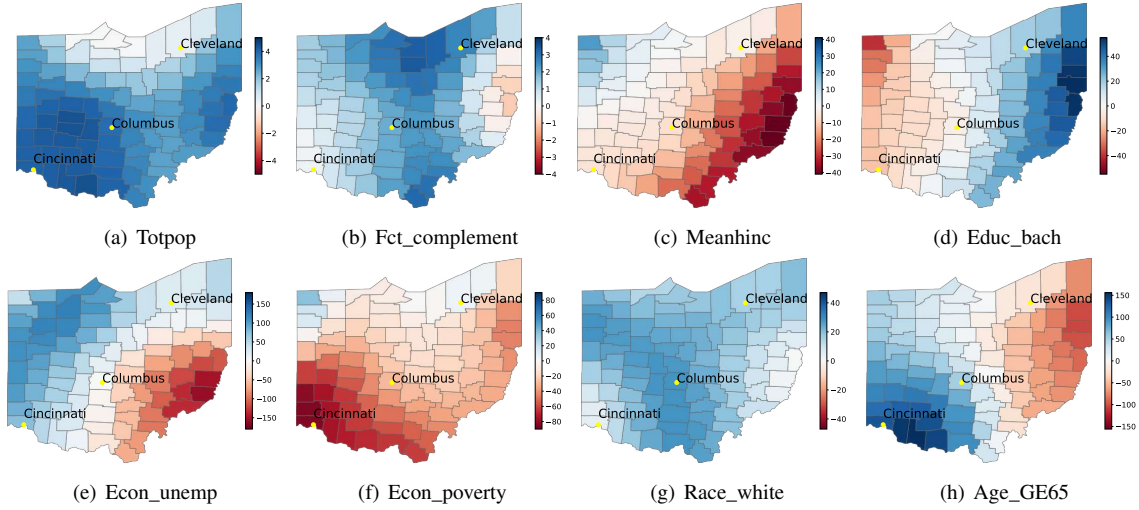 Cleveland
Columbus
Cincinnati
4
2
0
−2
−4
(a) Totpop
Cleveland
Columbus
Cincinnati
4
3
2
1
0
−1
−2
−3
−4
(b) Fct_complement
Cleveland
Columbus
Cincinnati
40
30
20
10
0
−10
−20
−30
−40
(c) Meanhinc
Cleveland
Columbus
Cincinnati
40
20
0
−20
−40
(d) Educ_bach
Cleveland
Columbus
Cincinnati
150
100
50
0
−50
−100
−150
(e) Econ_unemp
Cleveland
Columbus
Cincinnati
80
60
40
20
0
−20
−40
−60
−80
(f) Econ_poverty
Cleveland
Columbus
Cincinnati
40
20
0
−20
−40
(g) Race_white
Cleveland
Columbus
Cincinnati
150
100
50
0
−50
−100
−150
(h) Age_GE65